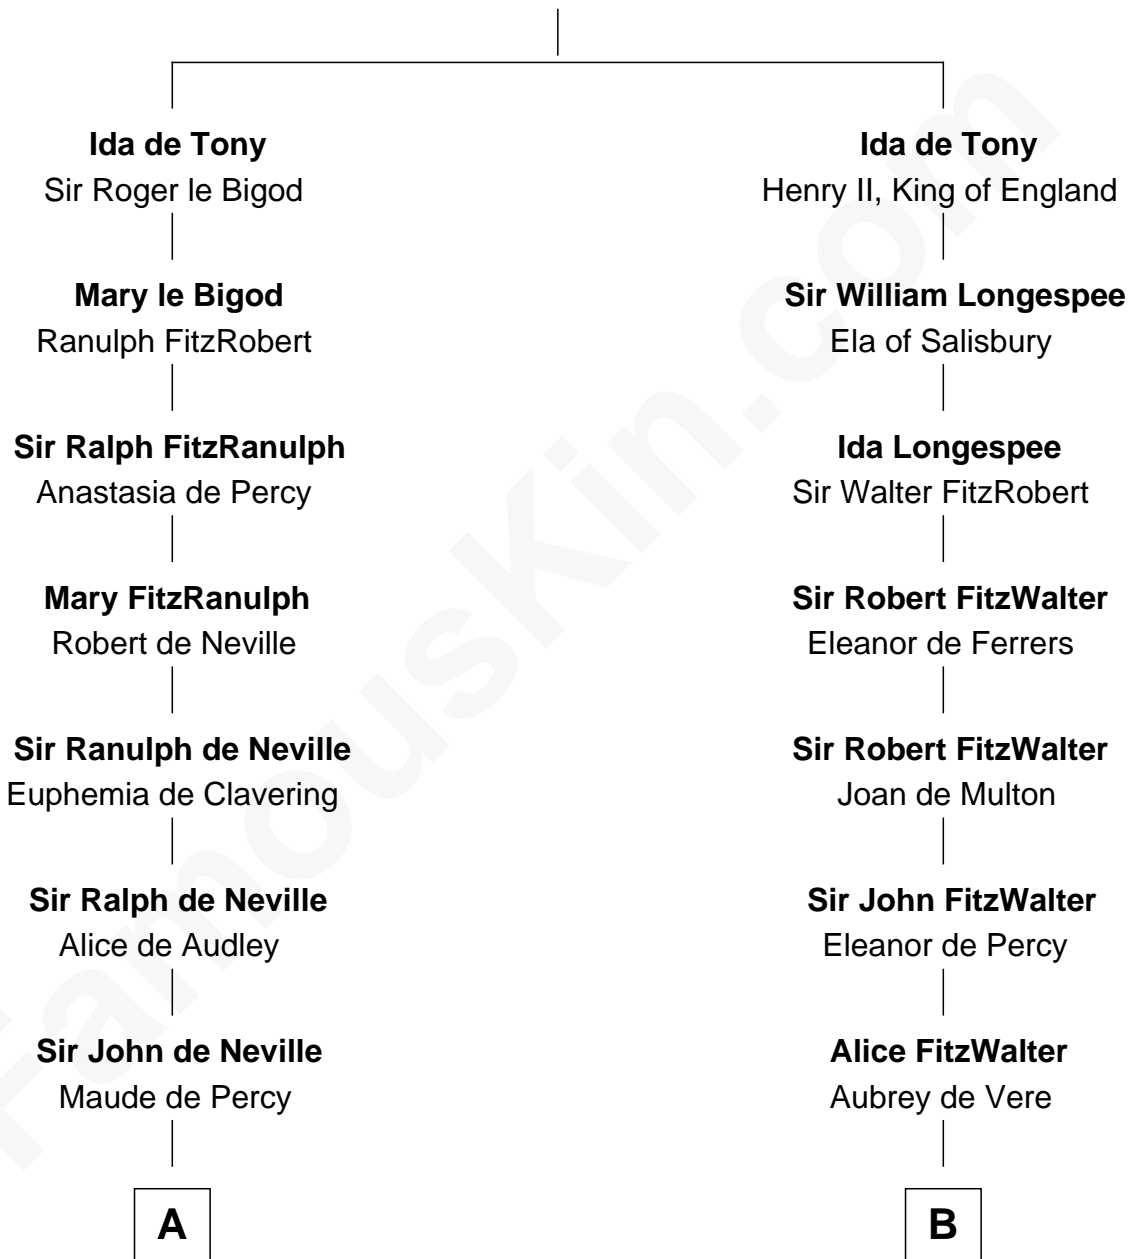 Ida de Tony
Sir Roger le Bigod
Mary le Bigod
Ranulph FitzRobert
Sir Ralph FitzRanulph
Anastasia de Percy
Mary FitzRanulph
Robert de Neville
Sir Ranulph de Neville
Euphemia de Clavering
Sir Ralph de Neville
Alice de Audley
Sir John de Neville
Maude de Percy
A
Ida de Tony
Henry II, King of England
Sir William Longespee
Ela of Salisbury
Ida Longespee
Sir Walter FitzRobert
Sir Robert FitzWalter
Eleanor de Ferrers
Sir Robert FitzWalter
Joan de Multon
Sir John FitzWalter
Eleanor de Percy
Alice FitzWalter
Aubrey de Vere
B
FamousKin.com